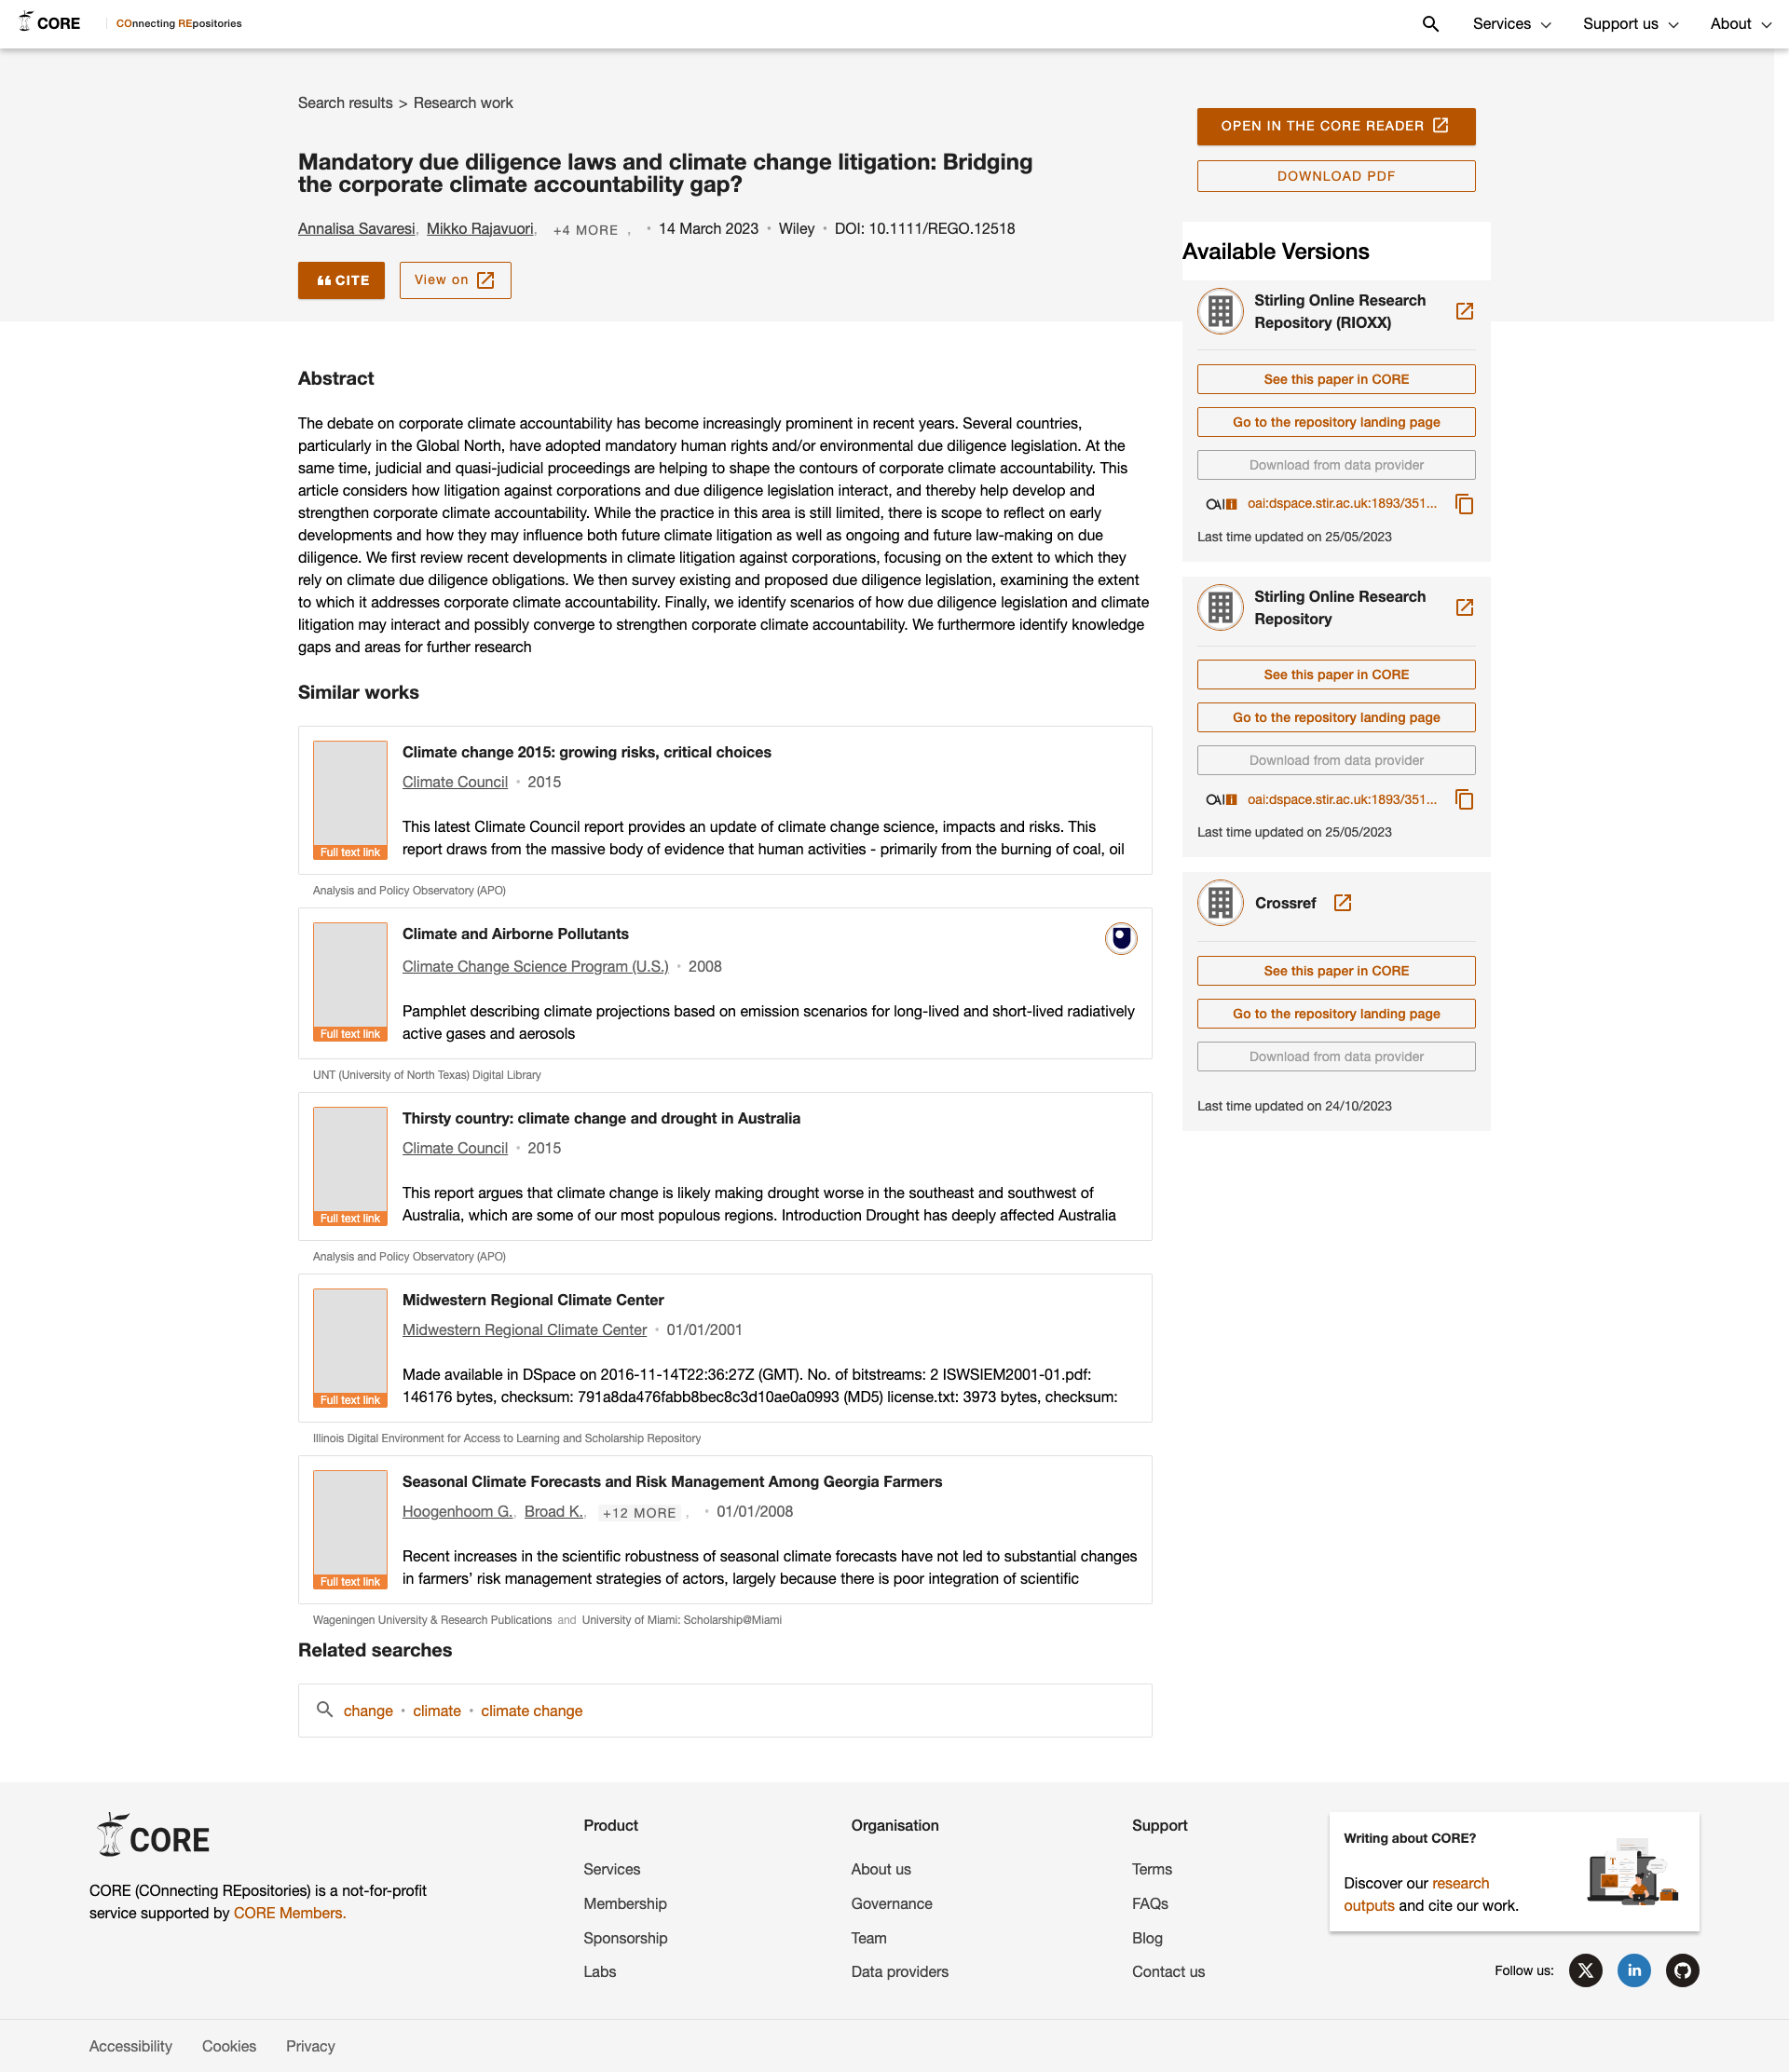 CORE
COnnecting REpositories
Services
Support us
About
Search results > Research work
Mandatory due diligence laws and climate change litigation: Bridging
the corporate climate accountability gap?
Annalisa Savaresi, Mikko Rajavuori, +4 MORE , • 14 March 2023 • Wiley • DOI: 10.1111/REGO.12518
CITE
View on
OPEN IN THE CORE READER
DOWNLOAD PDF
Abstract
The debate on corporate climate accountability has become increasingly prominent in recent years. Several countries,
particularly in the Global North, have adopted mandatory human rights and/or environmental due diligence legislation. At the
same time, judicial and quasi-judicial proceedings are helping to shape the contours of corporate climate accountability. This
article considers how litigation against corporations and due diligence legislation interact, and thereby help develop and
strengthen corporate climate accountability. While the practice in this area is still limited, there is scope to reflect on early
developments and how they may influence both future climate litigation as well as ongoing and future law-making on due
diligence. We first review recent developments in climate litigation against corporations, focusing on the extent to which they
rely on climate due diligence obligations. We then survey existing and proposed due diligence legislation, examining the extent
to which it addresses corporate climate accountability. Finally, we identify scenarios of how due diligence legislation and climate
litigation may interact and possibly converge to strengthen corporate climate accountability. We furthermore identify knowledge
gaps and areas for further research
Similar works
Climate change 2015: growing risks, critical choices
Climate Council • 2015
This latest Climate Council report provides an update of climate change science, impacts and risks. This
report draws from the massive body of evidence that human activities - primarily from the burning of coal, oil
Full text link
Analysis and Policy Observatory (APO)
Climate and Airborne Pollutants
Climate Change Science Program (U.S.) • 2008
Pamphlet describing climate projections based on emission scenarios for long-lived and short-lived radiatively
active gases and aerosols
Full text link
UNT (University of North Texas) Digital Library
Thirsty country: climate change and drought in Australia
Climate Council • 2015
This report argues that climate change is likely making drought worse in the southeast and southwest of
Australia, which are some of our most populous regions. Introduction Drought has deeply affected Australia
Full text link
Analysis and Policy Observatory (APO)
Midwestern Regional Climate Center
Midwestern Regional Climate Center • 01/01/2001
Made available in DSpace on 2016-11-14T22:36:27Z (GMT). No. of bitstreams: 2 ISWSIEM2001-01.pdf:
146176 bytes, checksum: 791a8da476fabb8bec8c3d10ae0a0993 (MD5) license.txt: 3973 bytes, checksum:
Full text link
Illinois Digital Environment for Access to Learning and Scholarship Repository
Seasonal Climate Forecasts and Risk Management Among Georgia Farmers
Hoogenhoom G., Broad K., +12 MORE , • 01/01/2008
Recent increases in the scientific robustness of seasonal climate forecasts have not led to substantial changes
in farmers’ risk management strategies of actors, largely because there is poor integration of scientific
Full text link
Wageningen University & Research Publications and University of Miami: Scholarship@Miami
Related searches
change • climate • climate change
Available Versions
Stirling Online Research
Repository (RIOXX)
See this paper in CORE
Go to the repository landing page
Download from data provider
OAI oai:dspace.stir.ac.uk:1893/351...
Last time updated on 25/05/2023
Stirling Online Research
Repository
See this paper in CORE
Go to the repository landing page
Download from data provider
OAI oai:dspace.stir.ac.uk:1893/351...
Last time updated on 25/05/2023
Crossref
See this paper in CORE
Go to the repository landing page
Download from data provider
Last time updated on 24/10/2023
CORE
CORE (COnnecting REpositories) is a not-for-profit
service supported by CORE Members.
Product
Services
Membership
Sponsorship
Labs
Organisation
About us
Governance
Team
Data providers
Support
Terms
FAQs
Blog
Contact us
Writing about CORE?
Discover our research
outputs and cite our work.
Follow us:
Accessibility
Cookies
Privacy